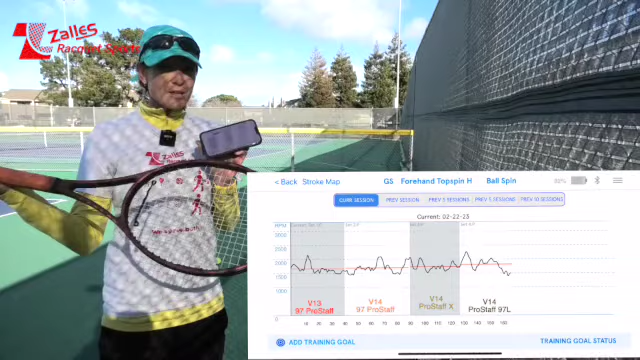 Zalles
Racquet Sports
Zalles
< Back Stroke Map GS Forehand Topspin H Ball Spin
CURR SESSION PREV SESSION PREV 3 SESSIONS PREV 5 SESSIONS PREV 10 SESSIONS
Current: 02-22-23
RPM
3000
2500
2000
1500
1000
V13
97 ProStaff
V14
97 ProStaff
V14
ProStaff X
V14
ProStaff 97L
ADD TRAINING GOAL TRAINING GOAL STATUS